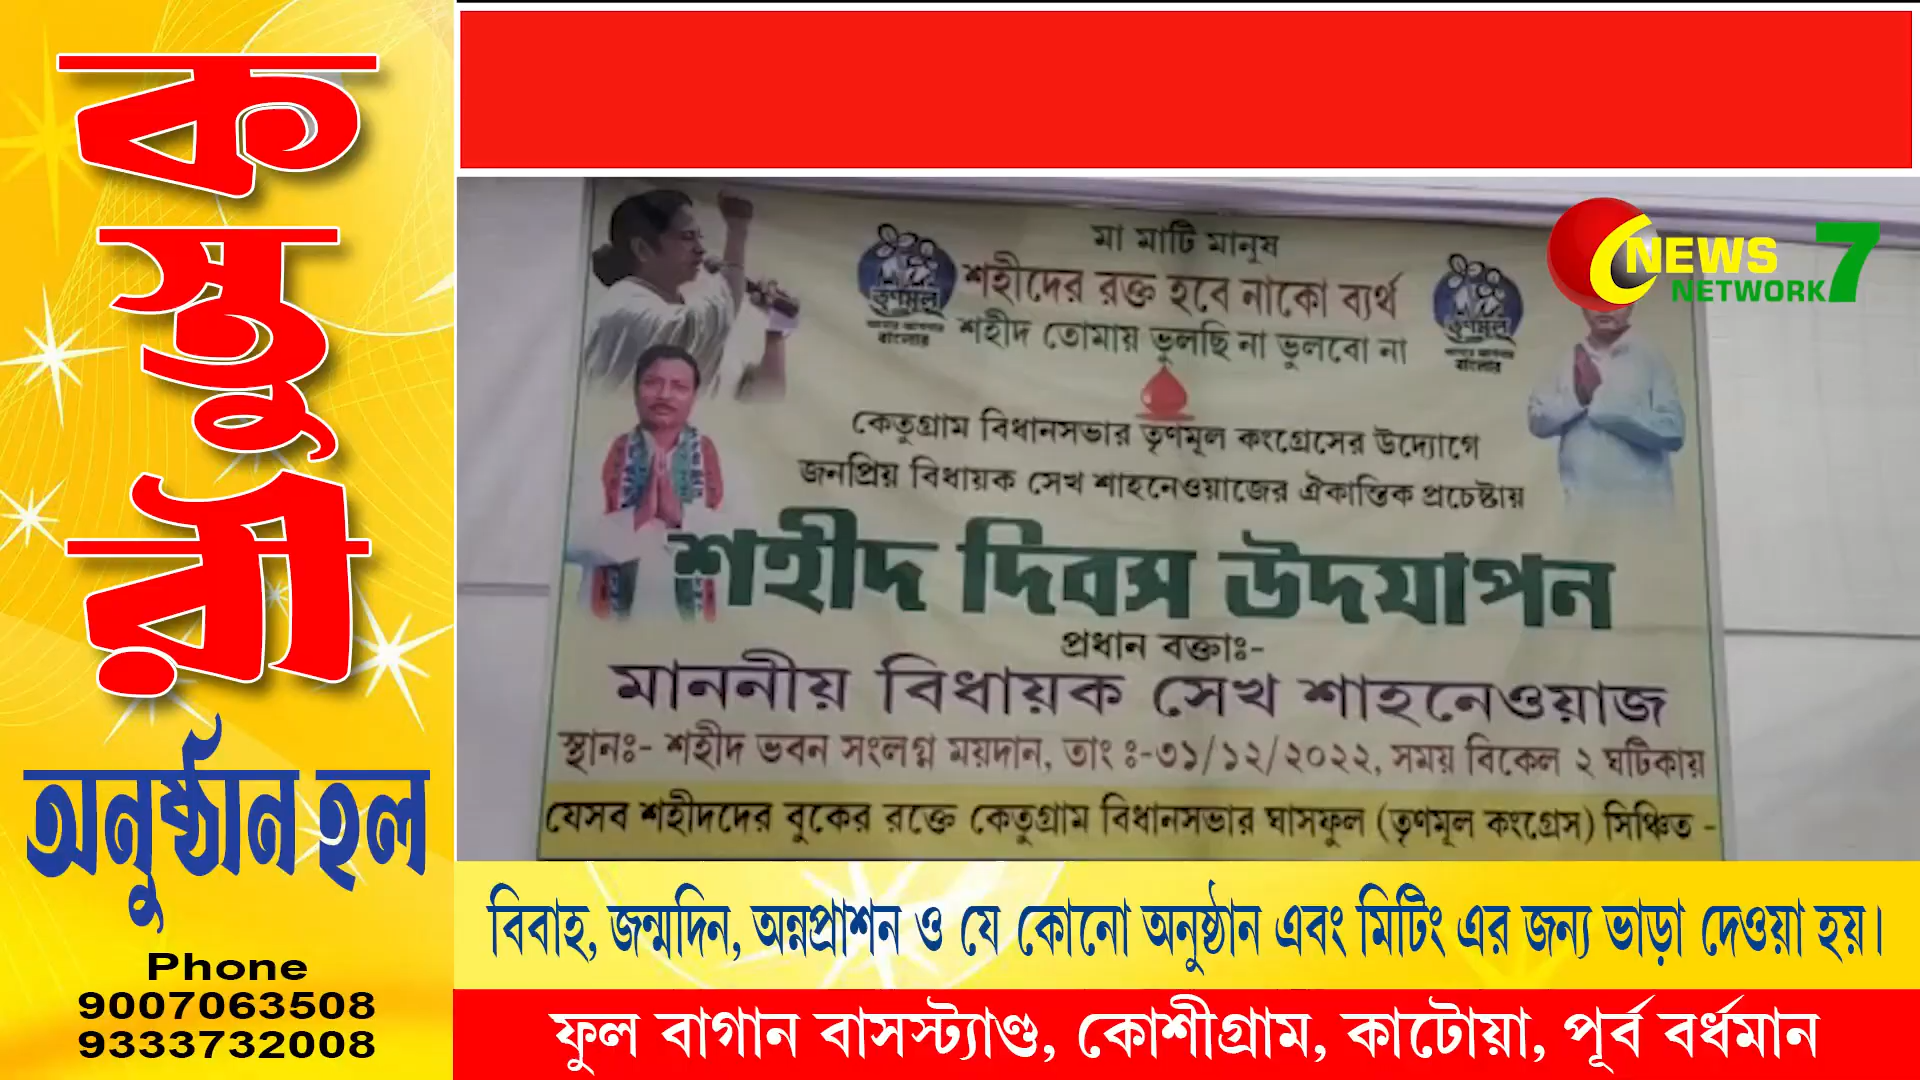 কস্তুরী
অনুষ্ঠান হল
Phone
9007063508
9333732008
NEWS
NETWORK 7
মা মাটি মানুষ
শহীদের রক্ত হবে নাকো ব্যর্থ
শহীদ তোমায় ভুলছি না ভুলবো না
তৃণমূল
বাংলার
তৃণমূল
বাংলার
কেতুগ্রাম বিধানসভার তৃণমূল কংগ্রেসের উদ্যোগে
জনপ্রিয় বিধায়ক সেখ শাহনেওয়াজের ঐকান্তিক প্রচেষ্টায়
শহীদ দিবস উদযাপন
প্রধান বক্তাঃ-
মাননীয় বিধায়ক সেখ শাহনেওয়াজ
স্থানঃ- শহীদ ভবন সংলগ্ন ময়দান, তাং ঃ-৩১/১২/২০২২, সময় বিকেল ২ ঘটিকায়
যেসব শহীদদের বুকের রক্তে কেতুগ্রাম বিধানসভার ঘাসফুল (তৃণমূল কংগ্রেস) সিঞ্চিত -
বিবাহ, জন্মদিন, অন্নপ্রাশন ও যে কোনো অনুষ্ঠান এবং মিটিং এর জন্য ভাড়া দেওয়া হয়।
ফুল বাগান বাসস্ট্যাণ্ড, কোশীগ্রাম, কাটোয়া, পূর্ব বর্ধমান